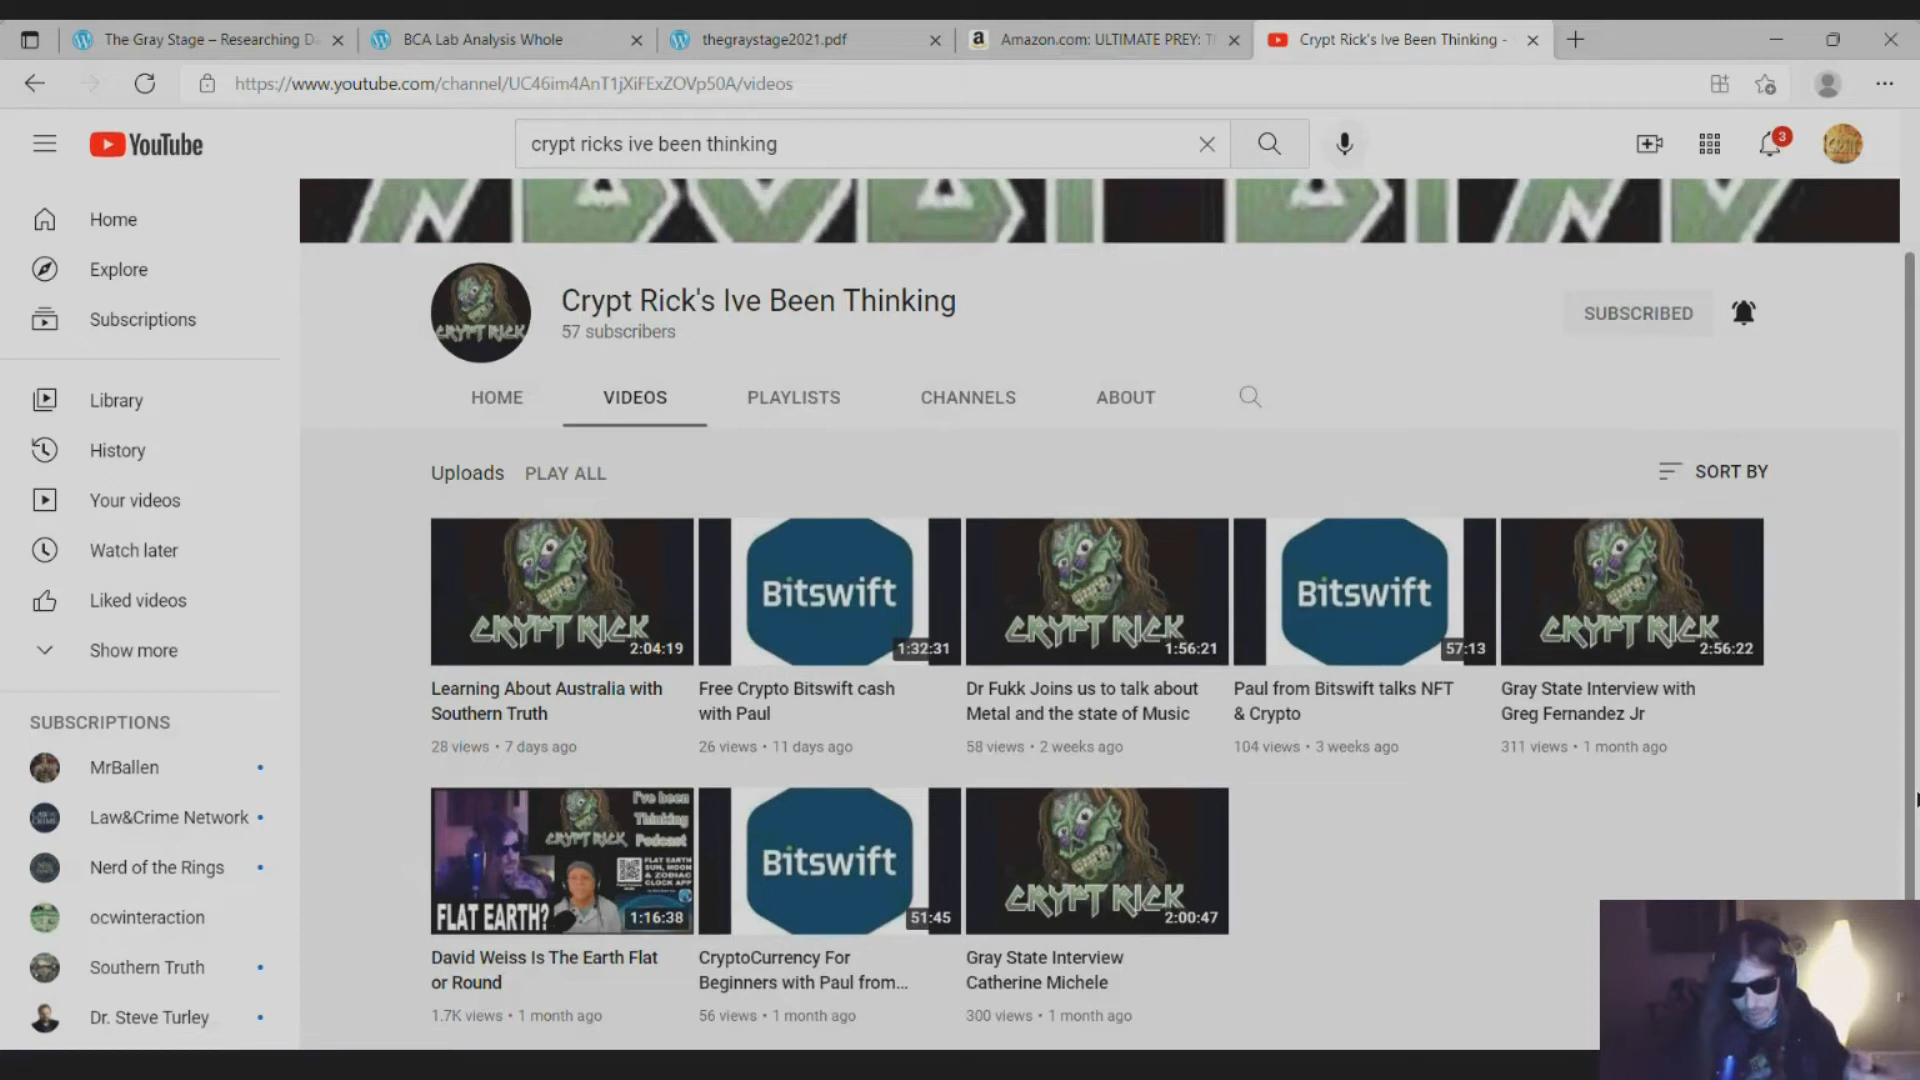 The Gray Stage – Researching D
BCA Lab Analysis Whole
thegraystage2021.pdf
Amazon.com: ULTIMATE PREY: T
Crypt Rick's Ive Been Thinking -
https://www.youtube.com/channel/UC46im4AnT1jXiFExZOVp50A/videos
YouTube
crypt ricks ive been thinking
3
Home
Explore
Subscriptions
Library
History
Your videos
Watch later
Liked videos
Show more
SUBSCRIPTIONS
MrBallen
Law&Crime Network
Nerd of the Rings
ocwinteraction
Southern Truth
Dr. Steve Turley
CRYPT RICK
Crypt Rick's Ive Been Thinking
57 subscribers
SUBSCRIBED
HOME
VIDEOS
PLAYLISTS
CHANNELS
ABOUT
Uploads
PLAY ALL
SORT BY
CRYPT RICK
2:04:19
Learning About Australia with
Southern Truth
28 views • 7 days ago
Bitswift
1:32:31
Free Crypto Bitswift cash
with Paul
26 views • 11 days ago
CRYPT RICK
1:56:21
Dr Fukk Joins us to talk about
Metal and the state of Music
58 views • 2 weeks ago
Bitswift
57:13
Paul from Bitswift talks NFT
& Crypto
104 views • 3 weeks ago
CRYPT RICK
2:56:22
Gray State Interview with
Greg Fernandez Jr
311 views • 1 month ago
I've been
Thinking
Podcast
CRYPT RICK
FLAT EARTH
SUN, MOON
& ZODIAC
CLOCK APP
FLAT EARTH?
1:16:38
David Weiss Is The Earth Flat
or Round
1.7K views • 1 month ago
Bitswift
51:45
CryptoCurrency For
Beginners with Paul from...
56 views • 1 month ago
CRYPT RICK
2:00:47
Gray State Interview
Catherine Michele
300 views • 1 month ago